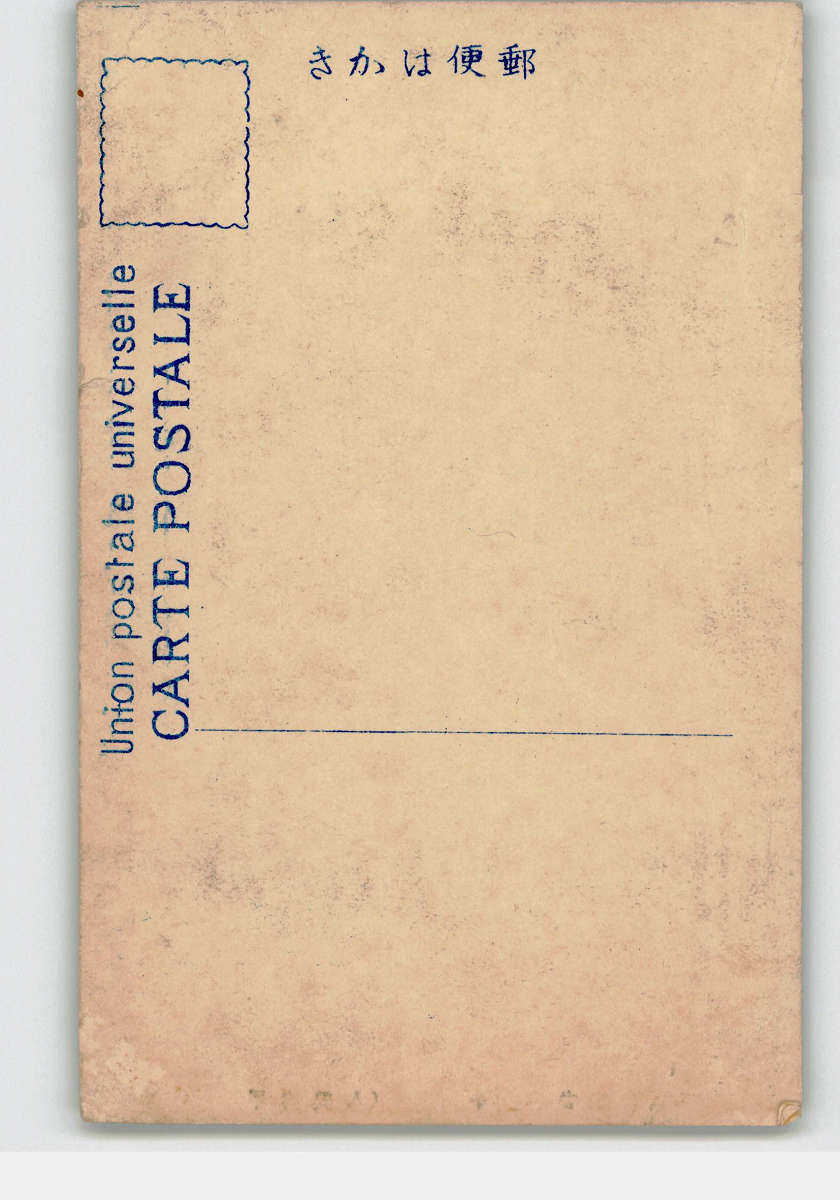 きかは便郵
Union postale universelle
CARTE POSTALE